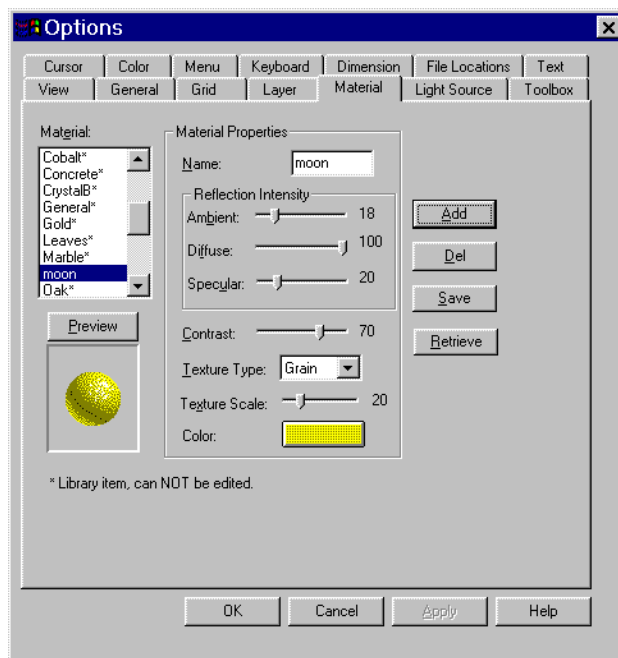 Options
Cursor Color Menu Keyboard Dimension File Locations Text
View General Grid Layer Material Light Source Toolbox
Material:
Cobalt*
Concrete*
CrystalB*
General*
Gold*
Leaves*
Marble*
moon
Oak*
Preview
* Library item, can NOT be edited.
Material Properties
Name: moon
Reflection Intensity
Ambient: 18
Diffuse: 100
Specular: 20
Contrast: 70
Texture Type: Grain
Texture Scale: 20
Color:
Add
Del
Save
Retrieve
OK Cancel Apply Help